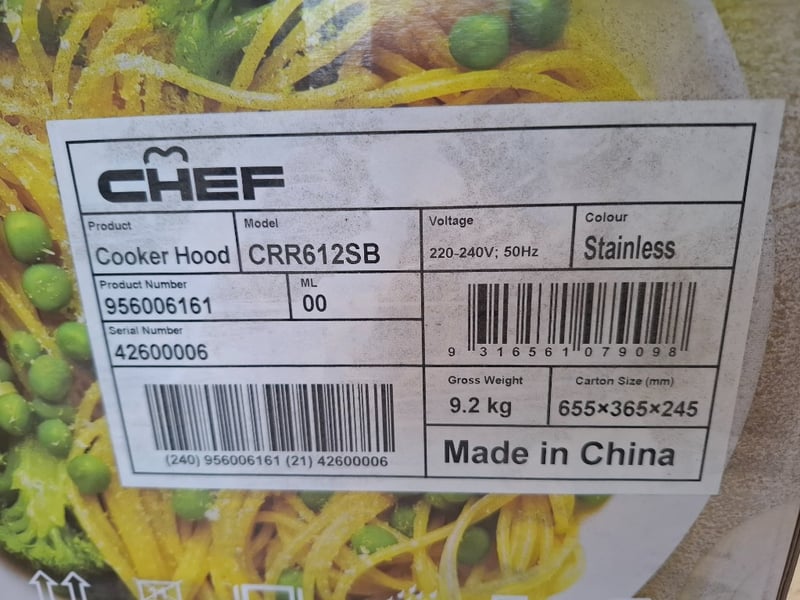 CHEF
Product
Cooker Hood
Model
CRR612SB
Voltage
220-240V; 50Hz
Colour
Stainless
Product Number
956006161
ML
00
Serial Number
42600006
9 316561 079098
(240) 956006161 (21) 42600006
Gross Weight
9.2 kg
Carton Size (mm)
655×365×245
Made in China